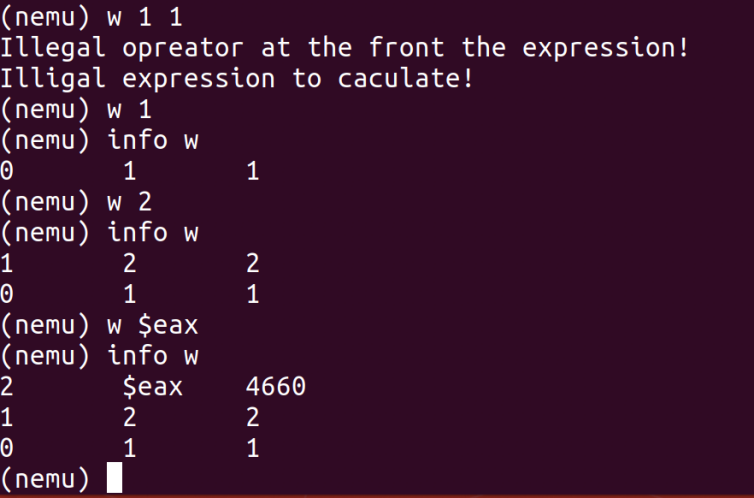 (nemu) w 1 1
Illegal opreator at the front the expression!
Illigal expression to caculate!
(nemu) w 1
(nemu) info w
0 1 1
(nemu) w 2
(nemu) info w
1 2 2
0 1 1
(nemu) w $eax
(nemu) info w
2 $eax 4660
1 2 2
0 1 1
(nemu)